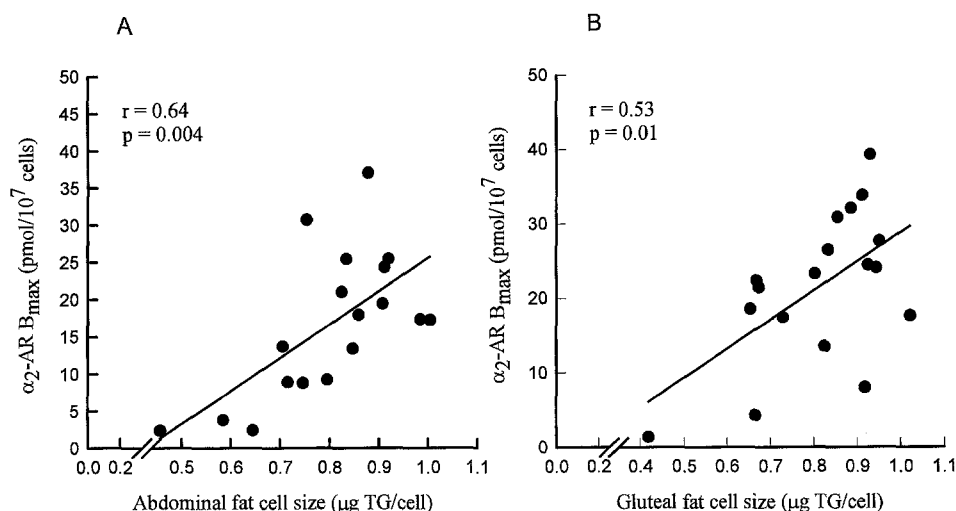 A
50
45
40
35
30
25
20
15
10
5
0
α2-AR Bmax (pmol/10^7 cells)
r = 0.64
p = 0.004
0.0 0.2 0.5 0.6 0.7 0.8 0.9 1.0 1.1
Abdominal fat cell size (µg TG/cell)
B
50
40
30
20
10
0
α2-AR Bmax (pmol/10^7 cells)
r = 0.53
p = 0.01
0.0 0.2 0.4 0.5 0.6 0.7 0.8 0.9 1.0 1.1
Gluteal fat cell size (µg TG/cell)